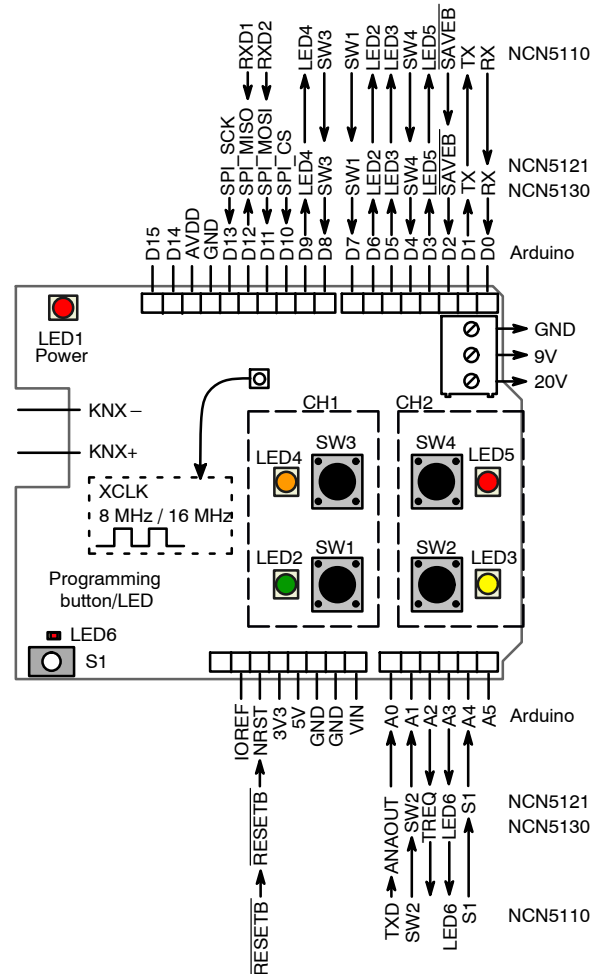 RXD1
RXD2
LED4
SW3
SW1
LED2
LED3
SW4
LED5
SAVEB
TX
RX
NCN5110
SPI_SCK
SPI_MISO
SPI_MOSI
SPI_CS
LED4
SW3
SW1
LED2
LED3
SW4
LED5
SAVEB
TX
RX
NCN5121
NCN5130
D15
D14
AVDD
GND
D13
D12
D11
D10
D9
D8
D7
D6
D5
D4
D3
D2
D1
D0
Arduino
LED1
Power
GND
9V
20V
KNX −
KNX+
CH1
CH2
SW3
SW4
LED4
LED5
XCLK
8 MHz / 16 MHz
SW1
SW2
LED2
LED3
Programming
button/LED
LED6
S1
IOREF
NRST
3V3
5V
GND
GND
VIN
A0
A1
A2
A3
A4
A5
Arduino
RESETB
ANAOUT
SW2
TREQ
LED6
S1
NCN5121
NCN5130
RESETB
TXD
SW2
LED6
S1
NCN5110